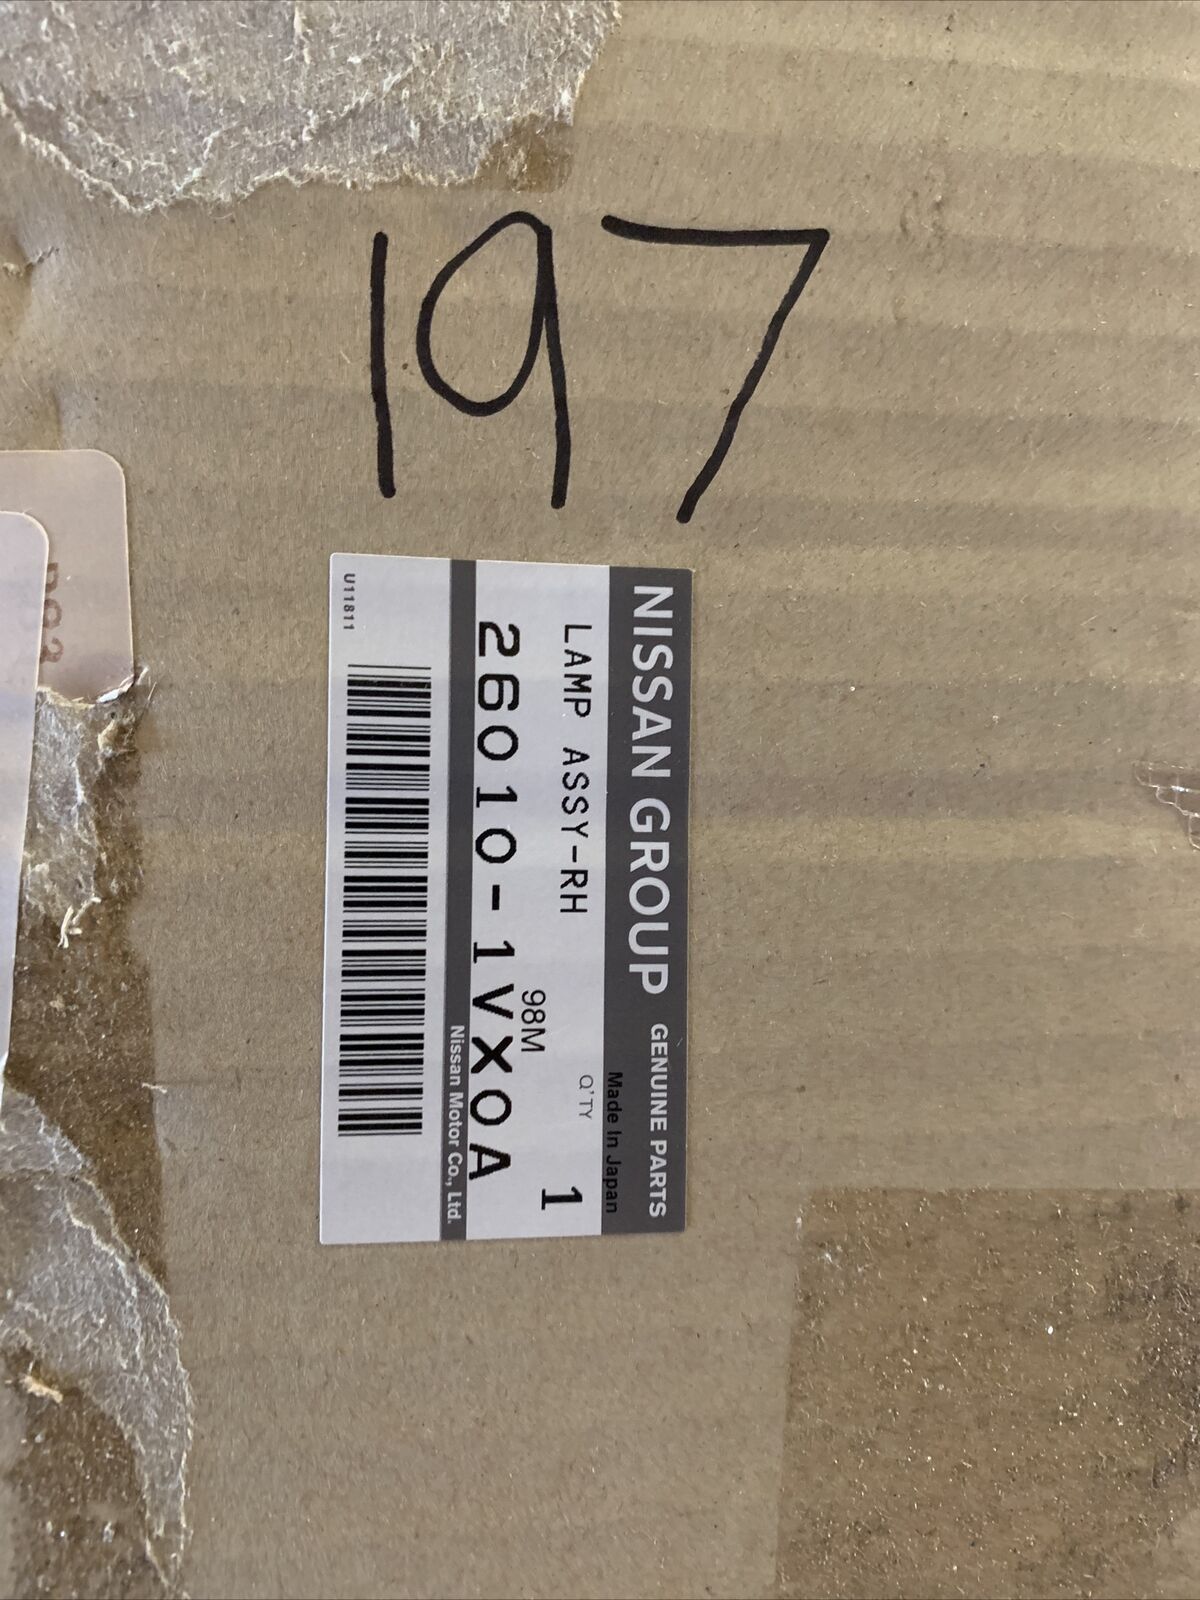 197
NISSAN GROUP GENUINE PARTS
Made In Japan
LAMP ASSY-RH
Q'TY 1
98M
26010-1VX0A
Nissan Motor Co., Ltd.
U11811